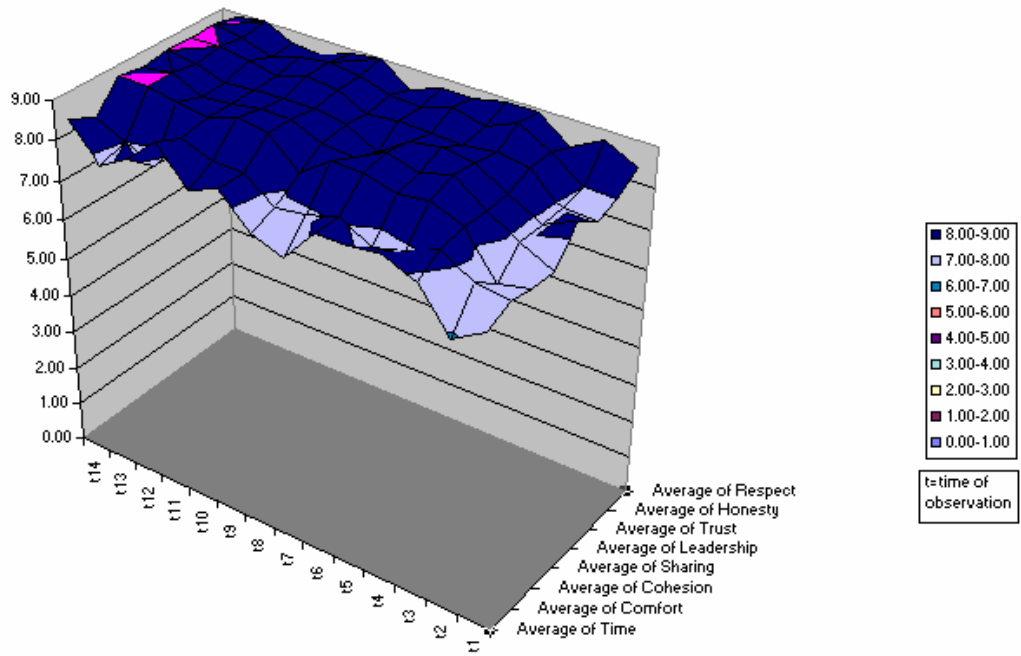 9.00
8.00
7.00
6.00
5.00
4.00
3.00
2.00
1.00
0.00
t14
t13
t12
t11
t10
t9
t8
t7
t6
t5
t4
t3
t2
t1
Average of Respect
Average of Honesty
Average of Trust
Average of Leadership
Average of Sharing
Average of Cohesion
Average of Comfort
Average of Time
8.00-9.00
7.00-8.00
6.00-7.00
5.00-6.00
4.00-5.00
3.00-4.00
2.00-3.00
1.00-2.00
0.00-1.00
t=time of
observation